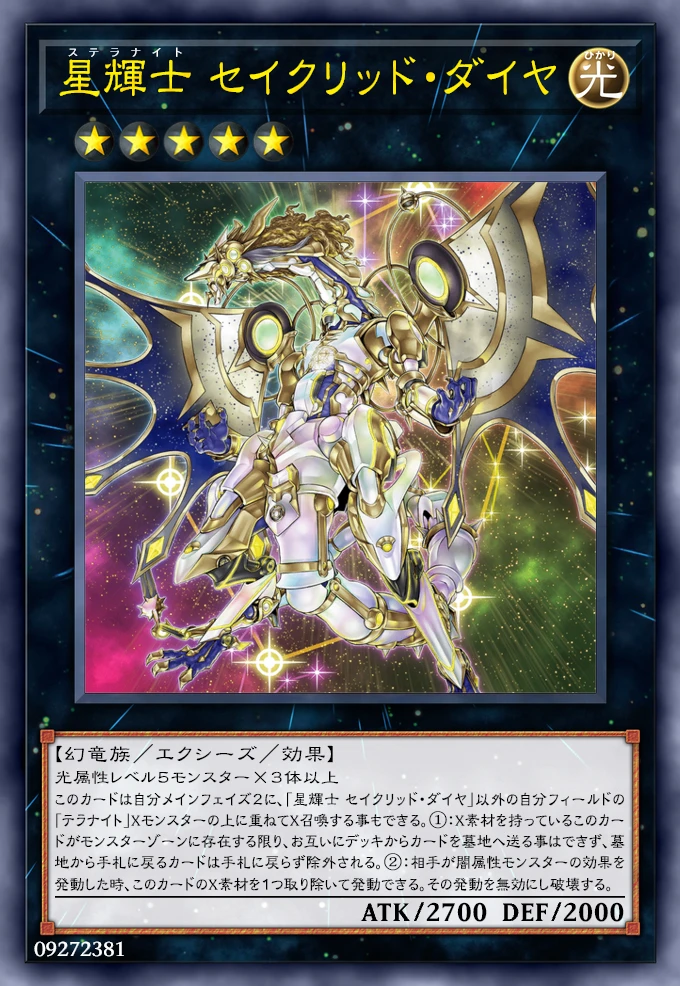 ステラナイト
星輝士 セイクリッド・ダイヤ
ひかり
光
【幻竜族／エクシーズ／効果】
光属性レベル５モンスター×３体以上
このカードは自分メインフェイズ２に、「星輝士 セイクリッド・ダイヤ」以外の自分フィールドの
「テラナイト」Xモンスターの上に重ねてX召喚する事もできる。①：X素材を持っているこのカー
ドがモンスターゾーンに存在する限り、お互いにデッキからカードを墓地へ送る事はできず、墓
地から手札に戻るカードは手札に戻らず除外される。②：相手が闇属性モンスターの効果を
発動した時、このカードのX素材を１つ取り除いて発動できる。その発動を無効にし破壊する。
ATK/2700 DEF/2000
09272381